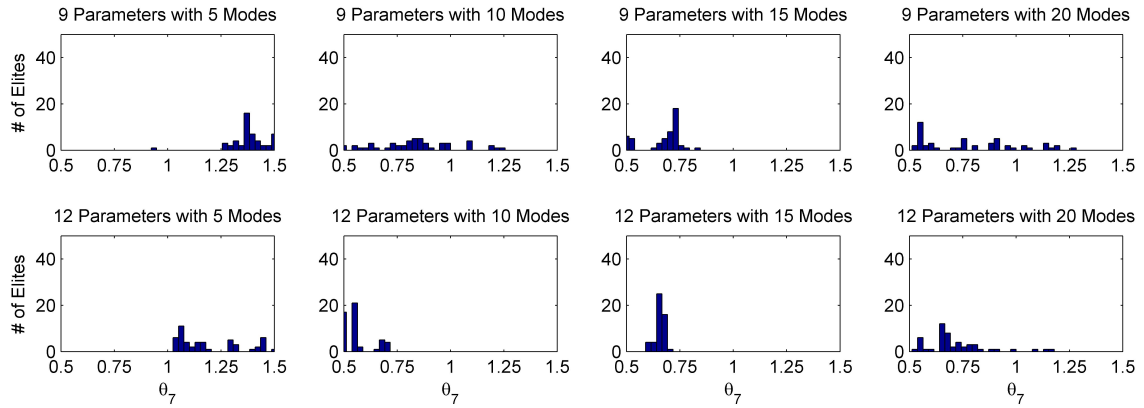 9 Parameters with 5 Modes
9 Parameters with 10 Modes
9 Parameters with 15 Modes
9 Parameters with 20 Modes
# of Elites
40
20
0
0.5 0.75 1 1.25 1.5
40
20
0
0.5 0.75 1 1.25 1.5
40
20
0
0.5 0.75 1 1.25 1.5
40
20
0
0.5 0.75 1 1.25 1.5
12 Parameters with 5 Modes
12 Parameters with 10 Modes
12 Parameters with 15 Modes
12 Parameters with 20 Modes
# of Elites
40
20
0
0.5 0.75 1 1.25 1.5
θ7
40
20
0
0.5 0.75 1 1.25 1.5
θ7
40
20
0
0.5 0.75 1 1.25 1.5
θ7
40
20
0
0.5 0.75 1 1.25 1.5
θ7